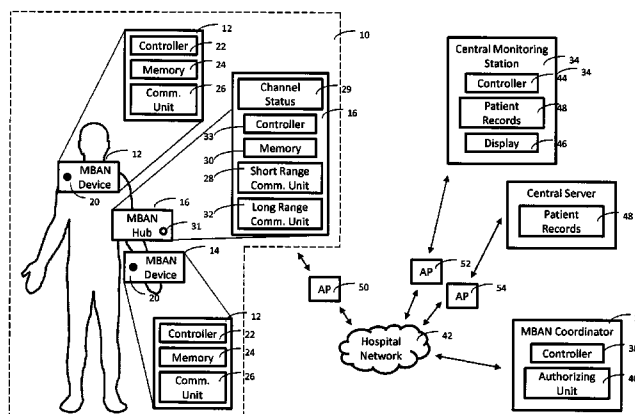 12
10
Controller
22
Memory
24
Comm.
Unit
26
Channel
Status
29
16
33
Controller
30
Memory
28
Short Range
Comm. Unit
32
Long Range
Comm. Unit
12
MBAN
Device
20
16
MBAN
Hub
31
14
MBAN
Device
20
12
Controller
22
Memory
24
Comm.
Unit
26
Central Monitoring
Station
34
34
Controller
44
Patient
Records
48
Display
46
Central Server
Patient
Records
48
AP
50
AP
52
AP
54
Hospital
Network
42
MBAN Coordinator
Controller
Authorizing
Unit